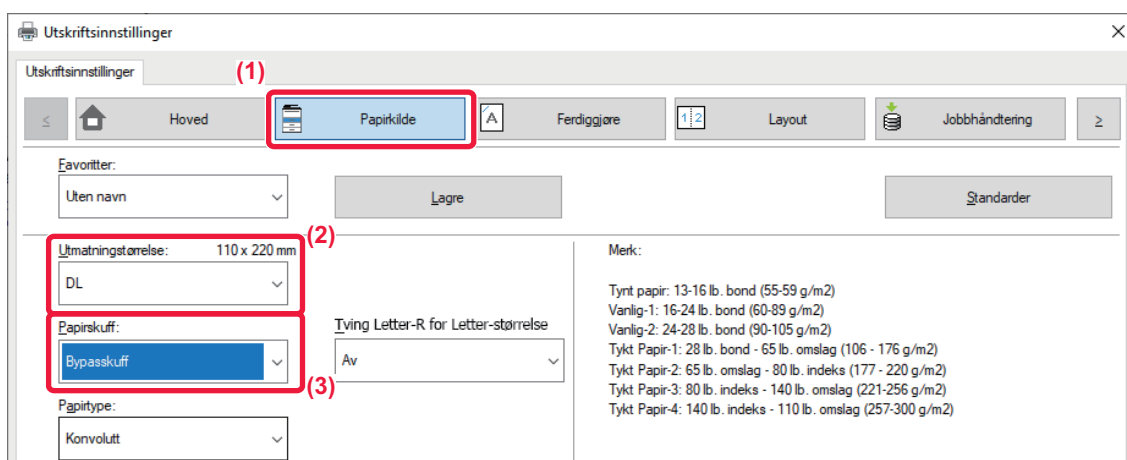 Utskriftsinnstillinger
Utskriftsinnstillinger
(1)
≤
Hoved
Papirkilde
A
Ferdiggjøre
1 2
Layout
Jobbhåndtering
≥
Favoritter:
Uten navn
Lagre
Standarder
(2)
Utmatningstørrelse: 110 x 220 mm
DL
Papirskuff:
Bypasskuff
(3)
Tving Letter-R for Letter-størrelse
Av
Papirtype:
Konvolutt
Merk:
Tynt papir: 13-16 lb. bond (55-59 g/m2)
Vanlig-1: 16-24 lb. bond (60-89 g/m2)
Vanlig-2: 24-28 lb. bond (90-105 g/m2)
Tykt Papir-1: 28 lb. bond - 65 lb. omslag (106 - 176 g/m2)
Tykt Papir-2: 65 lb. omslag - 80 lb. indeks (177 - 220 g/m2)
Tykt Papir-3: 80 lb. indeks - 140 lb. omslag (221-256 g/m2)
Tykt Papir-4: 140 lb. indeks - 110 lb. omslag (257-300 g/m2)